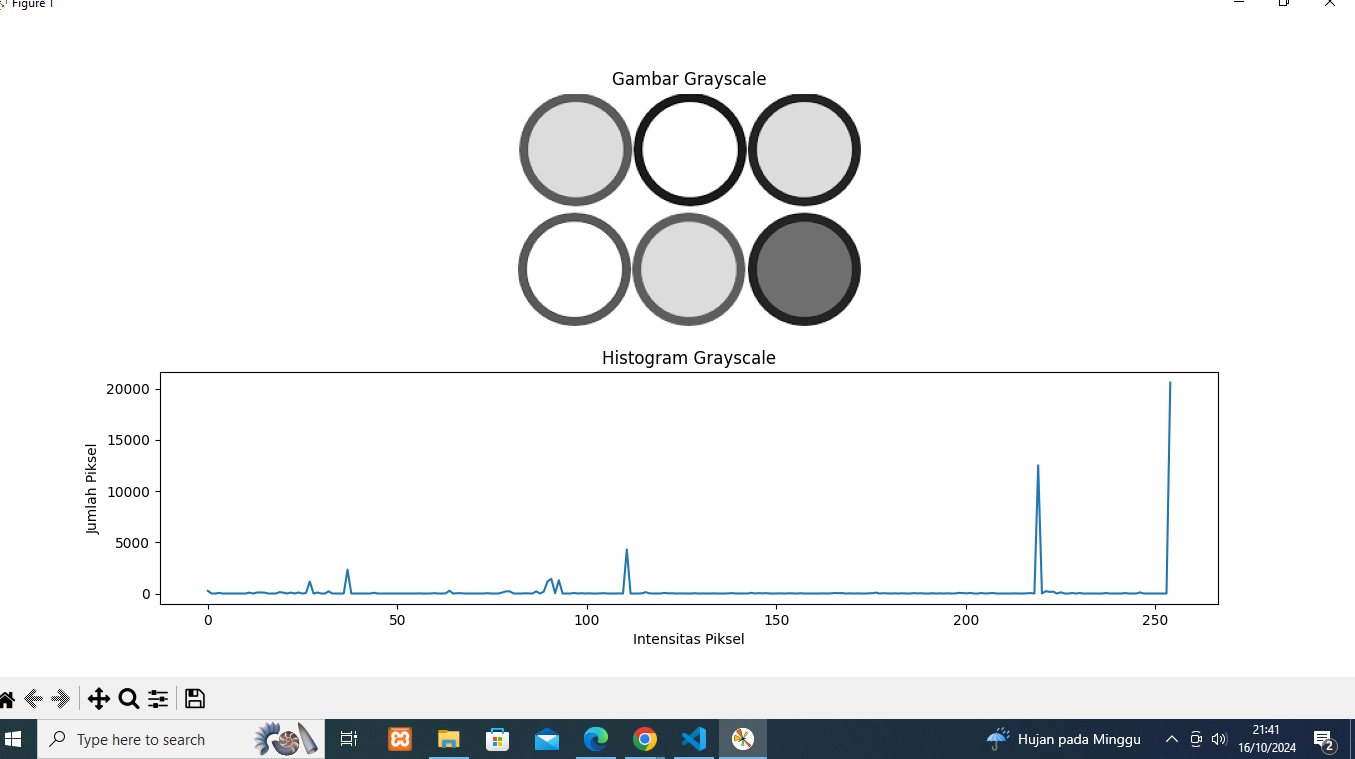 Figure 1
Gambar Grayscale
Histogram Grayscale
20000
15000
10000
5000
0
Jumlah Piksel
0 50 100 150 200 250
Intensitas Piksel
Type here to search
Hujan pada Minggu
21:41
16/10/2024
2